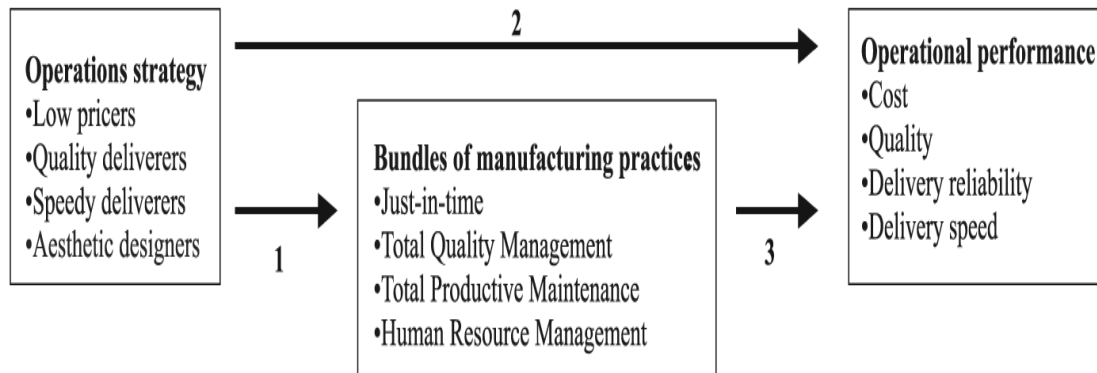 2
Operations strategy
•Low pricers
•Quality deliverers
•Speedy deliverers
•Aesthetic designers
1
Bundles of manufacturing practices
•Just-in-time
•Total Quality Management
•Total Productive Maintenance
•Human Resource Management
3
Operational performance
•Cost
•Quality
•Delivery reliability
•Delivery speed